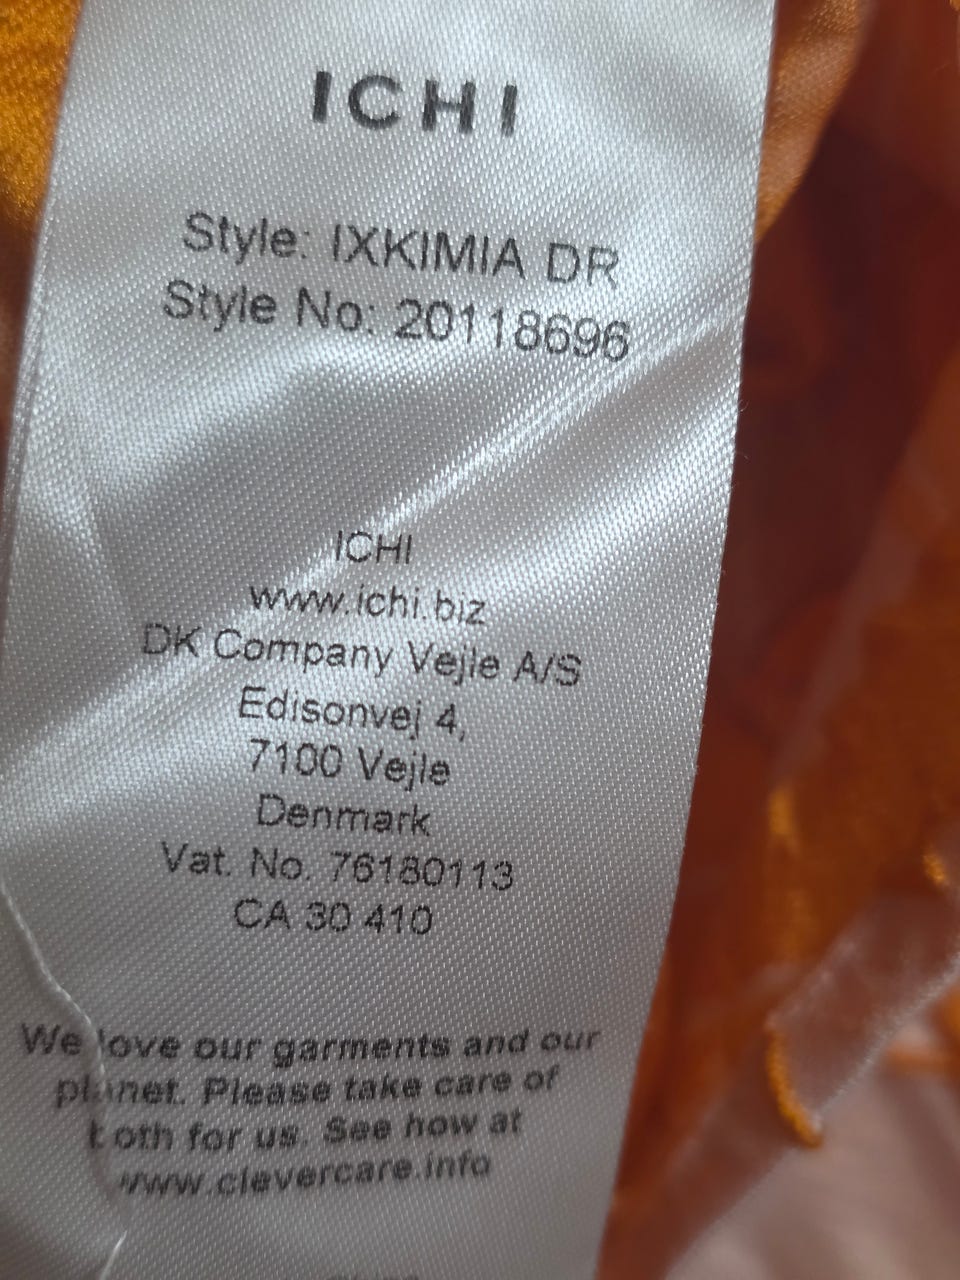 ICHI
Style: IXKIMIA DR
Style No: 20118696
ICHI
www.ichi.biz
DK Company Vejle A/S
Edisonvej 4,
7100 Vejle
Denmark
Vat. No. 76180113
CA 30 410
We love our garments and our
planet. Please take care of
both for us. See how at
www.clevercare.info